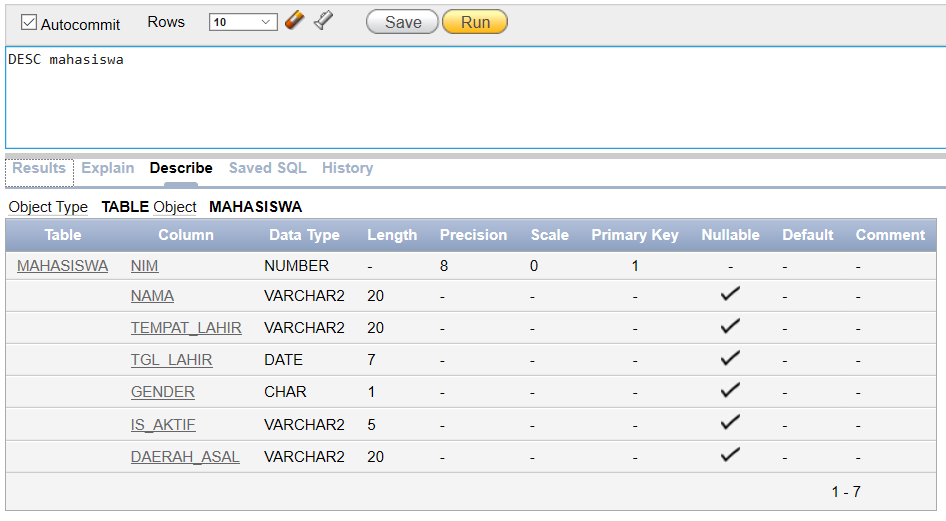 Autocommit Rows 10 Save Run
DESC mahasiswa
Results Explain Describe Saved SQL History
Object Type TABLE Object MAHASISWA
Table Column Data Type Length Precision Scale Primary Key Nullable Default Comment
MAHASISWA NIM NUMBER - 8 0 1 - - -
NAMA VARCHAR2 20 - - - ✓ - -
TEMPAT_LAHIR VARCHAR2 20 - - - ✓ - -
TGL_LAHIR DATE 7 - - - ✓ - -
GENDER CHAR 1 - - - ✓ - -
IS_AKTIF VARCHAR2 5 - - - ✓ - -
DAERAH_ASAL VARCHAR2 20 - - - ✓ - -
1 - 7